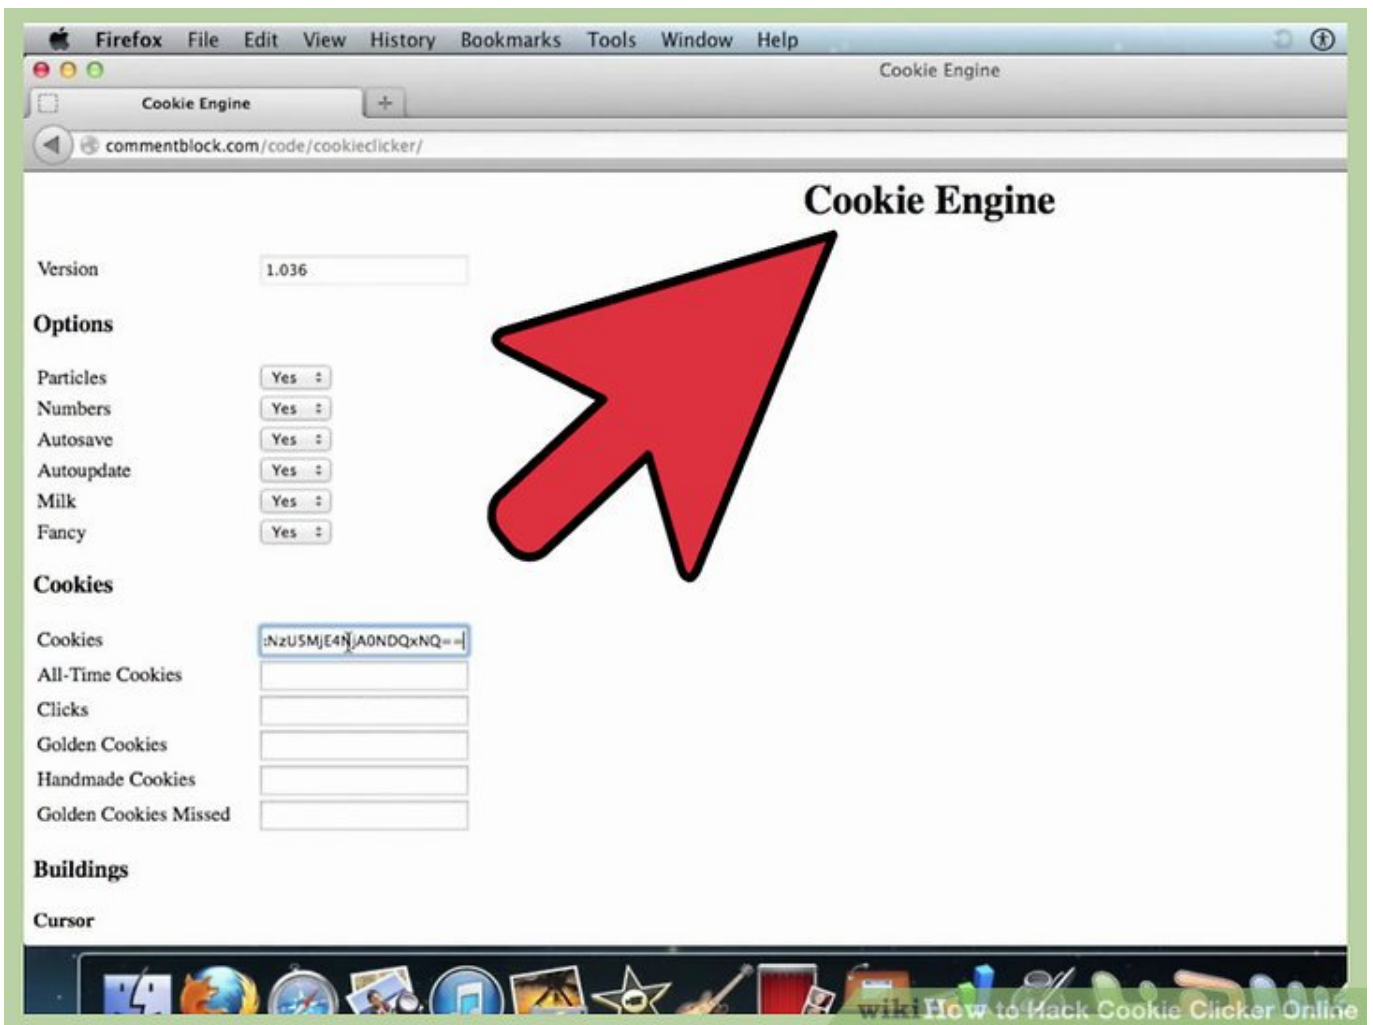 Firefox File Edit View History Bookmarks Tools Window Help
Cookie Engine
Cookie Engine
commentblock.com/code/cookieclicker/
Cookie Engine
Version 1.036
Options
Particles Yes
Numbers Yes
Autosave Yes
Autoupdate Yes
Milk Yes
Fancy Yes
Cookies
Cookies :NzU5MjE4NjA0NDQxNQ==
All-Time Cookies
Clicks
Golden Cookies
Handmade Cookies
Golden Cookies Missed
Buildings
Cursor
wikiHow to Hack Cookie Clicker Online